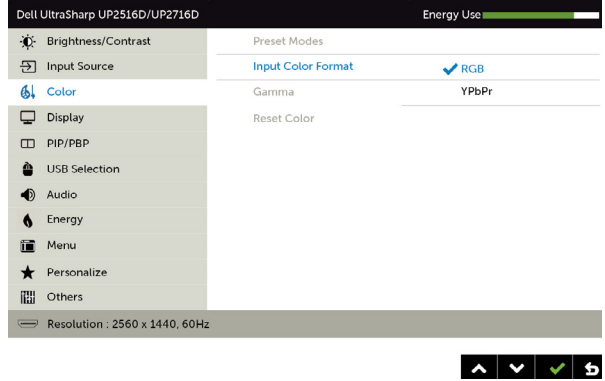 Dell UltraSharp UP2516D/UP2716D Energy Use
Brightness/Contrast Preset Modes
Input Source Input Color Format RGB
Color Gamma YPbPr
Display Reset Color
PIP/PBP
USB Selection
Audio
Energy
Menu
Personalize
Others
Resolution : 2560 x 1440, 60Hz